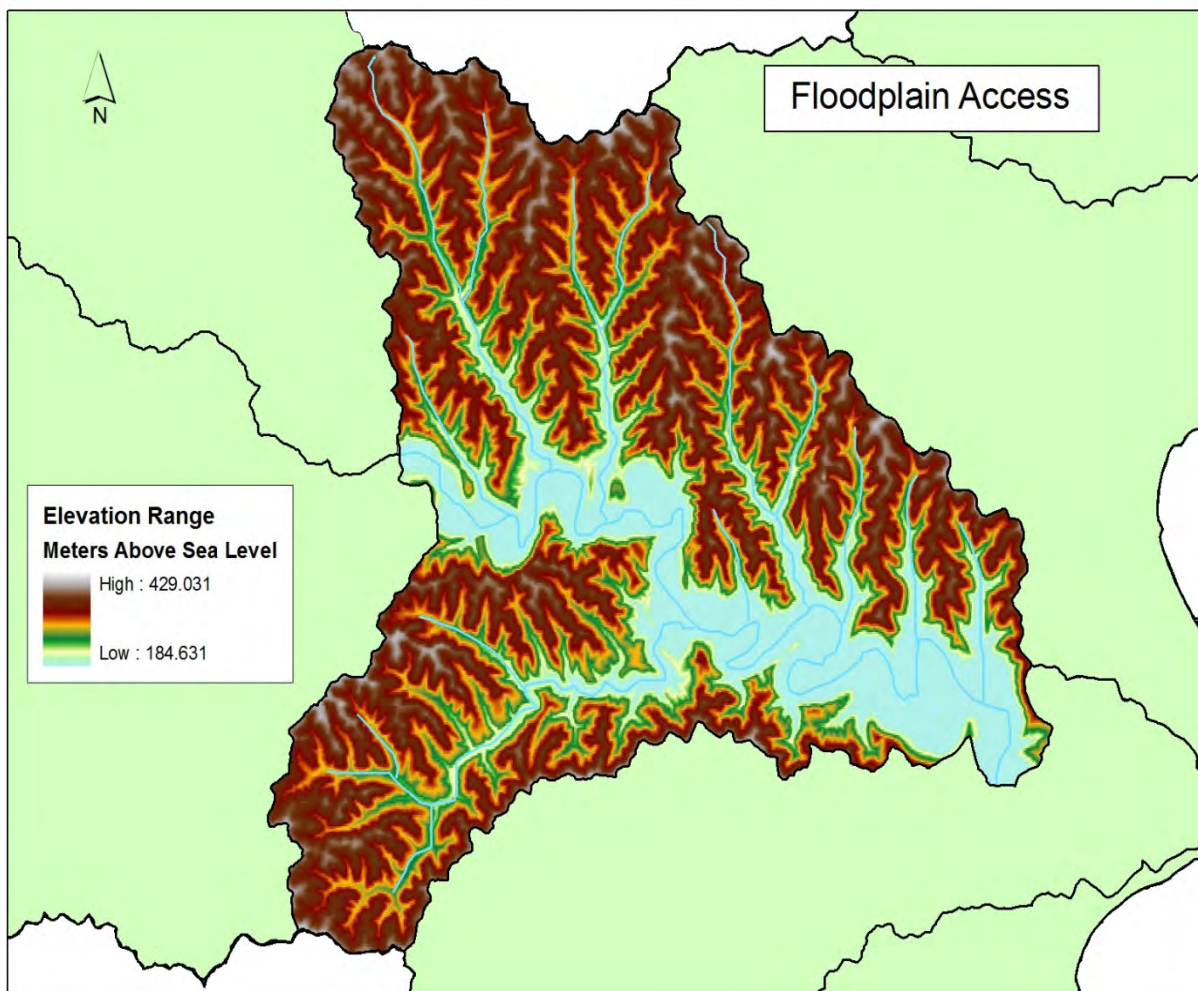 Floodplain Access
N
Elevation Range
Meters Above Sea Level
High : 429.031
Low : 184.631